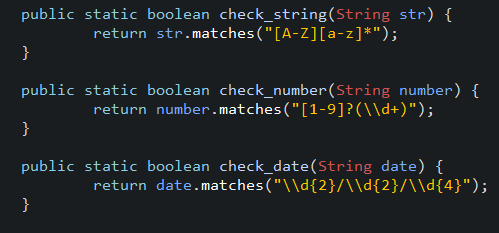 public static boolean check_string(String str) {
return str.matches("[A-Z][a-z]*");
}
public static boolean check_number(String number) {
return number.matches("[1-9]?(\\d+)");
}
public static boolean check_date(String date) {
return date.matches("\\d{2}/\\d{2}/\\d{4}");
}